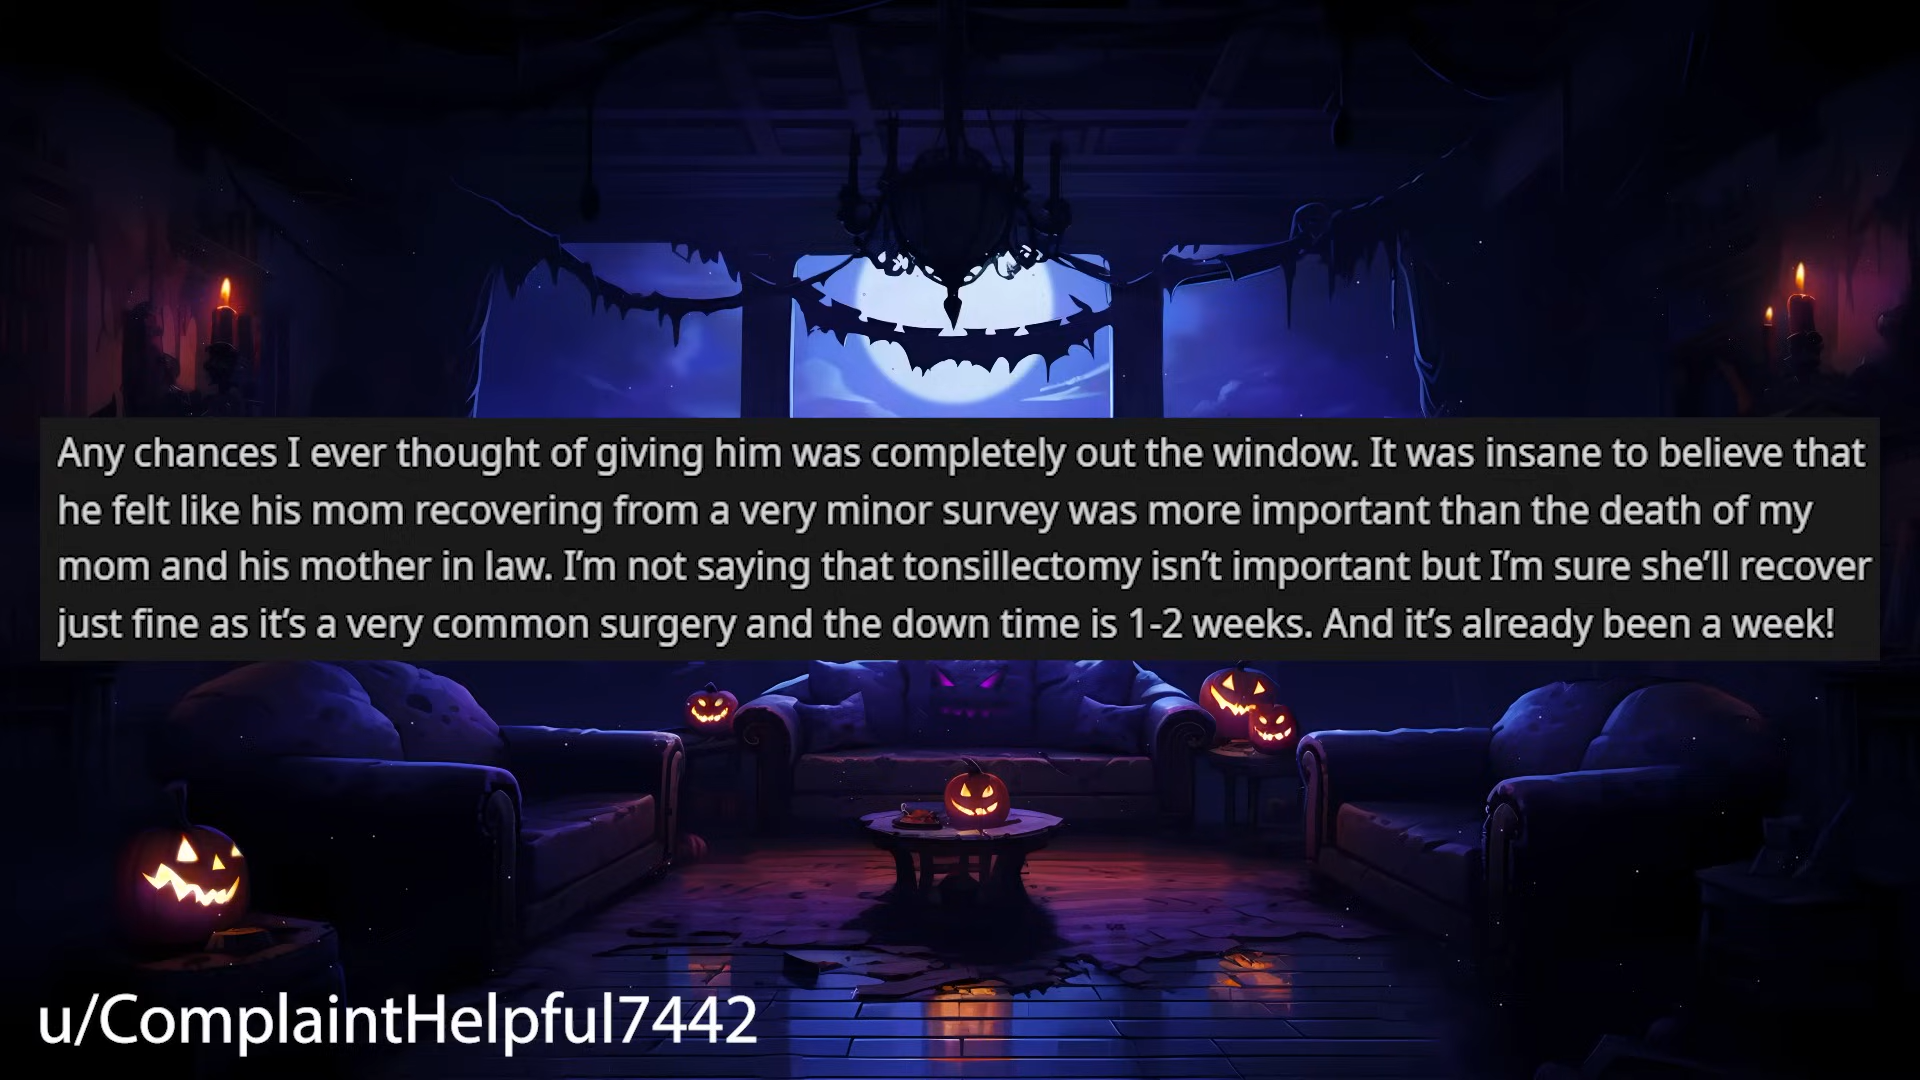 Any chances I ever thought of giving him was completely out the window. It was insane to believe that
he felt like his mom recovering from a very minor survey was more important than the death of my
mom and his mother in law. I’m not saying that tonsillectomy isn’t important but I’m sure she’ll recover
just fine as it’s a very common surgery and the down time is 1-2 weeks. And it’s already been a week!
u/ComplaintHelpful7442